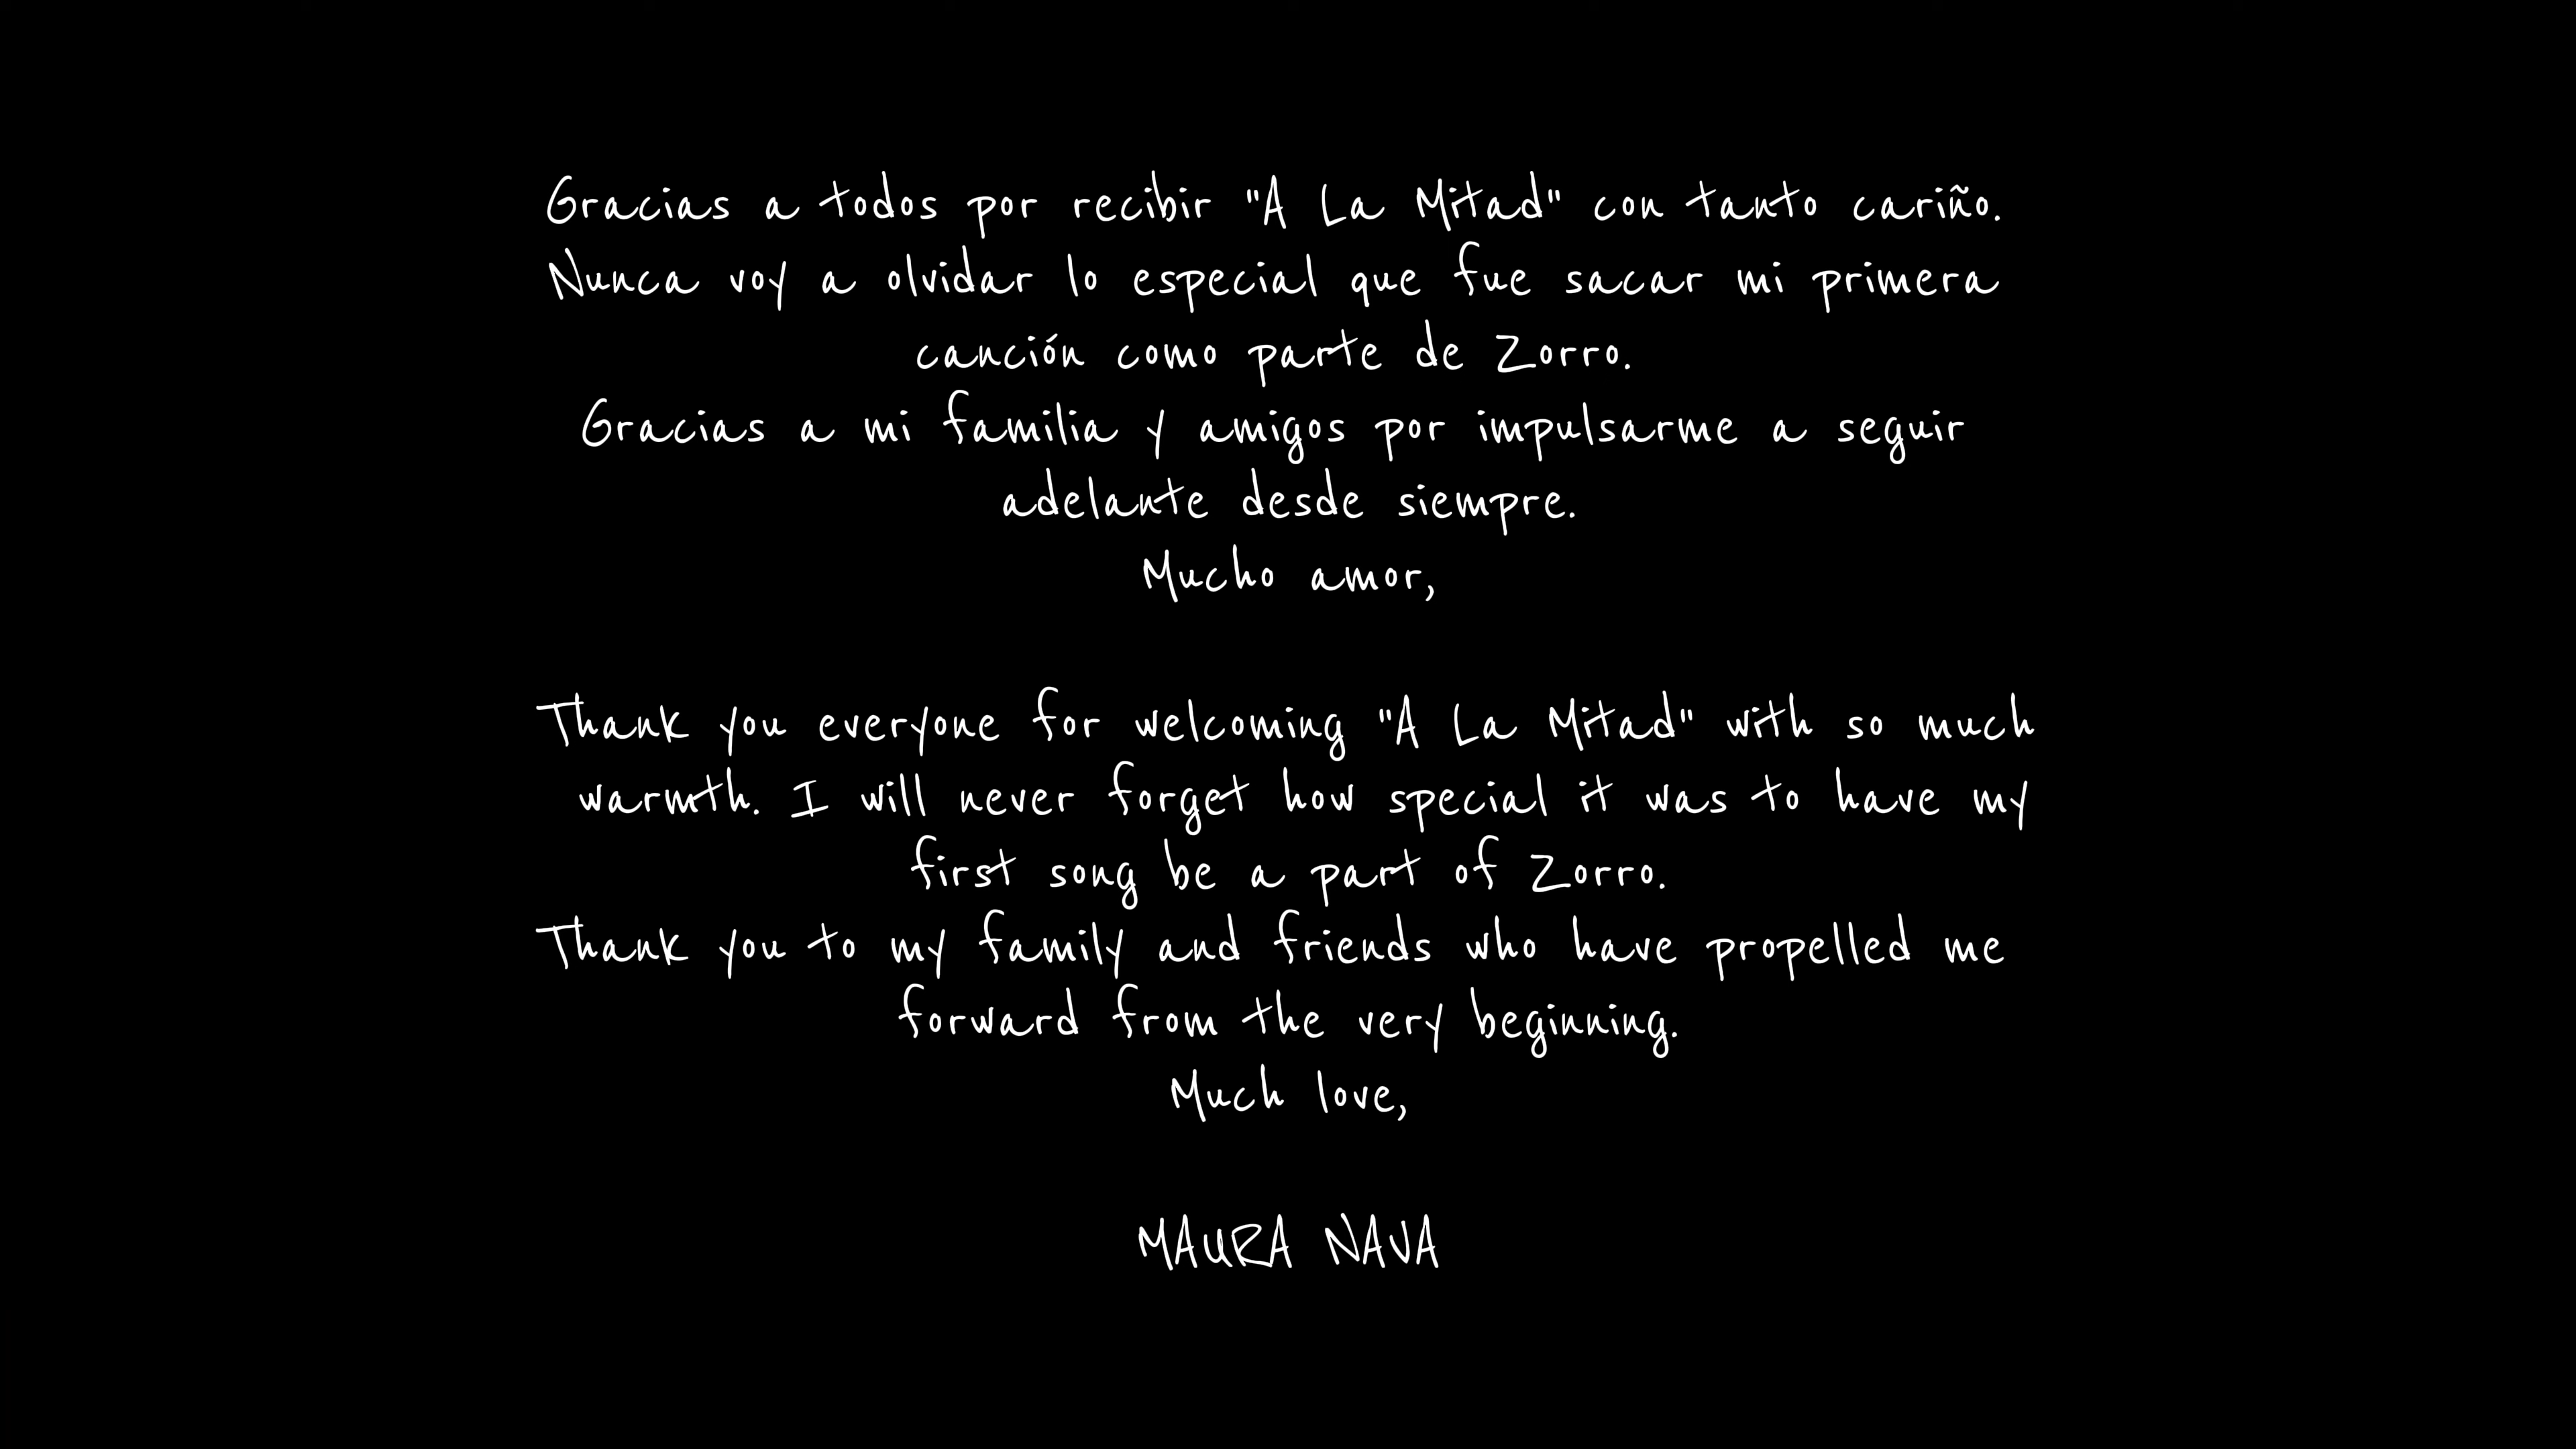 Gracias a todos por recibir "A La Mitad" con tanto cariño.
Nunca voy a olvidar lo especial que fue sacar mi primera
canción como parte de Zorro.
Gracias a mi familia y amigos por impulsarme a seguir
adelante desde siempre.
Mucho amor,
Thank you everyone for welcoming "A La Mitad" with so much
warmth. I will never forget how special it was to have my
first song be a part of Zorro.
Thank you to my family and friends who have propelled me
forward from the very beginning.
Much love,
MAURA NAVA